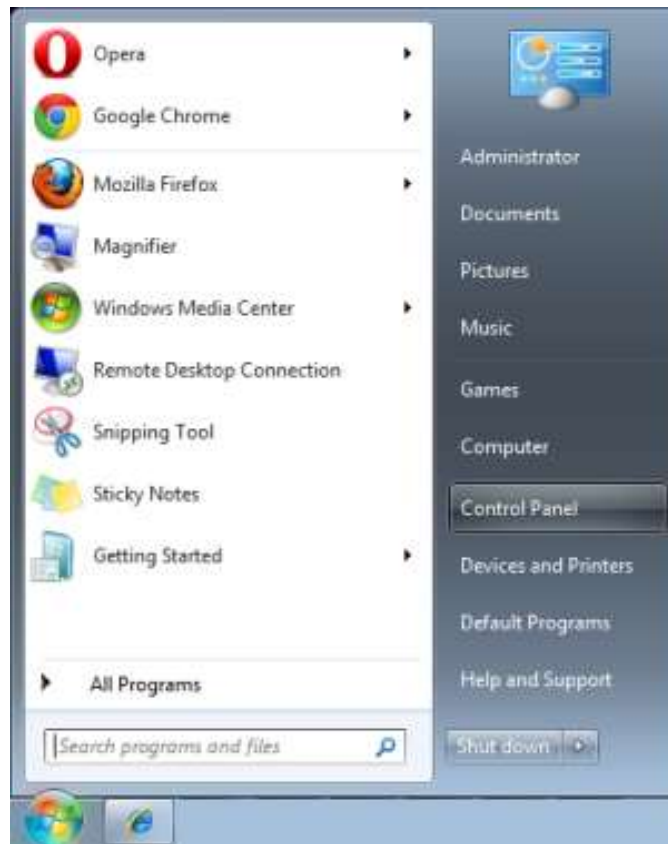 Opera
Google Chrome
Mozilla Firefox
Magnifier
Windows Media Center
Remote Desktop Connection
Snipping Tool
Sticky Notes
Getting Started
All Programs
Search programs and files
Administrator
Documents
Pictures
Music
Games
Computer
Control Panel
Devices and Printers
Default Programs
Help and Support
Shut down